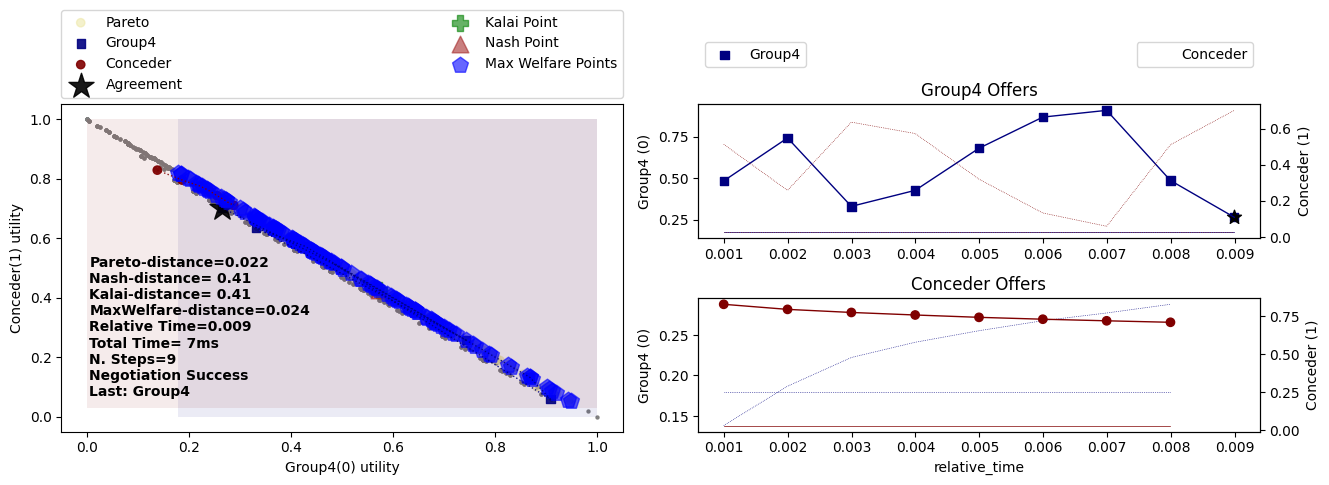 Pareto
Group4
Conceder
Agreement
Kalai Point
Nash Point
Max Welfare Points
Conceder(1) utility
1.0
0.8
0.6
0.4
0.2
0.0
Pareto-distance=0.022
Nash-distance= 0.41
Kalai-distance= 0.41
MaxWelfare-distance=0.024
Relative Time=0.009
Total Time= 7ms
N. Steps=9
Negotiation Success
Last: Group4
0.0 0.2 0.4 0.6 0.8 1.0
Group4(0) utility
Group4
Conceder
Group4 Offers
Group4 (0)
0.75
0.50
0.25
0.6
0.4
0.2
0.0
Conceder (1)
0.001 0.002 0.003 0.004 0.005 0.006 0.007 0.008 0.009
Conceder Offers
Group4 (0)
0.25
0.20
0.15
0.75
0.50
0.25
0.00
Conceder (1)
0.001 0.002 0.003 0.004 0.005 0.006 0.007 0.008 0.009
relative_time